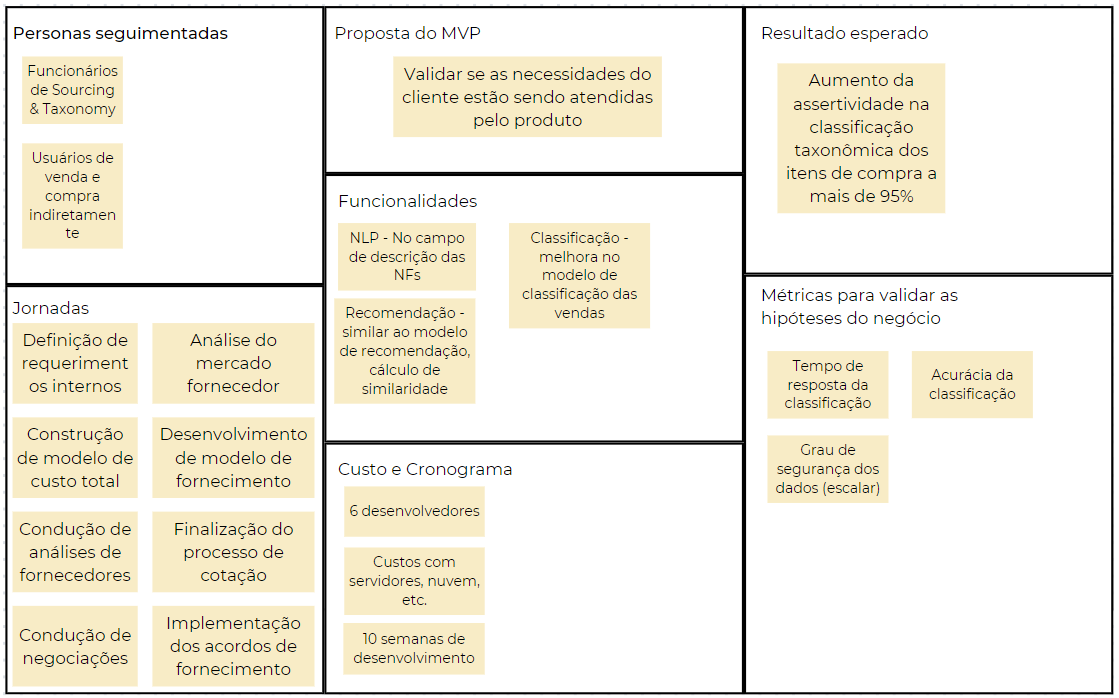 Personas seguimentadas
Funcionários
de Sourcing
& Taxonomy
Usuários de
venda e
compra
indiretamen
te
Jornadas
Definição de
requeriment
os internos
Análise do
mercado
fornecedor
Construção
de modelo de
custo total
Desenvolvimento
de modelo de
fornecimento
Condução de
análises de
fornecedores
Finalização do
processo de
cotação
Condução de
negociações
Implementação
dos acordos de
fornecimento
Proposta do MVP
Validar se as necessidades do
cliente estão sendo atendidas
pelo produto
Funcionalidades
NLP - No campo
de descrição das
NFs
Classificação -
melhora no
modelo de
classificação das
vendas
Recomendação -
similar ao modelo
de recomendação,
cálculo de
similaridade
Custo e Cronograma
6 desenvolvedores
Custos com
servidores, nuvem,
etc.
10 semanas de
desenvolvimento
Resultado esperado
Aumento da
assertividade na
classificação
taxonômica dos
itens de compra a
mais de 95%
Métricas para validar as
hipóteses do negócio
Tempo de
resposta da
classificação
Acurácia da
classificação
Grau de
segurança dos
dados (escalar)